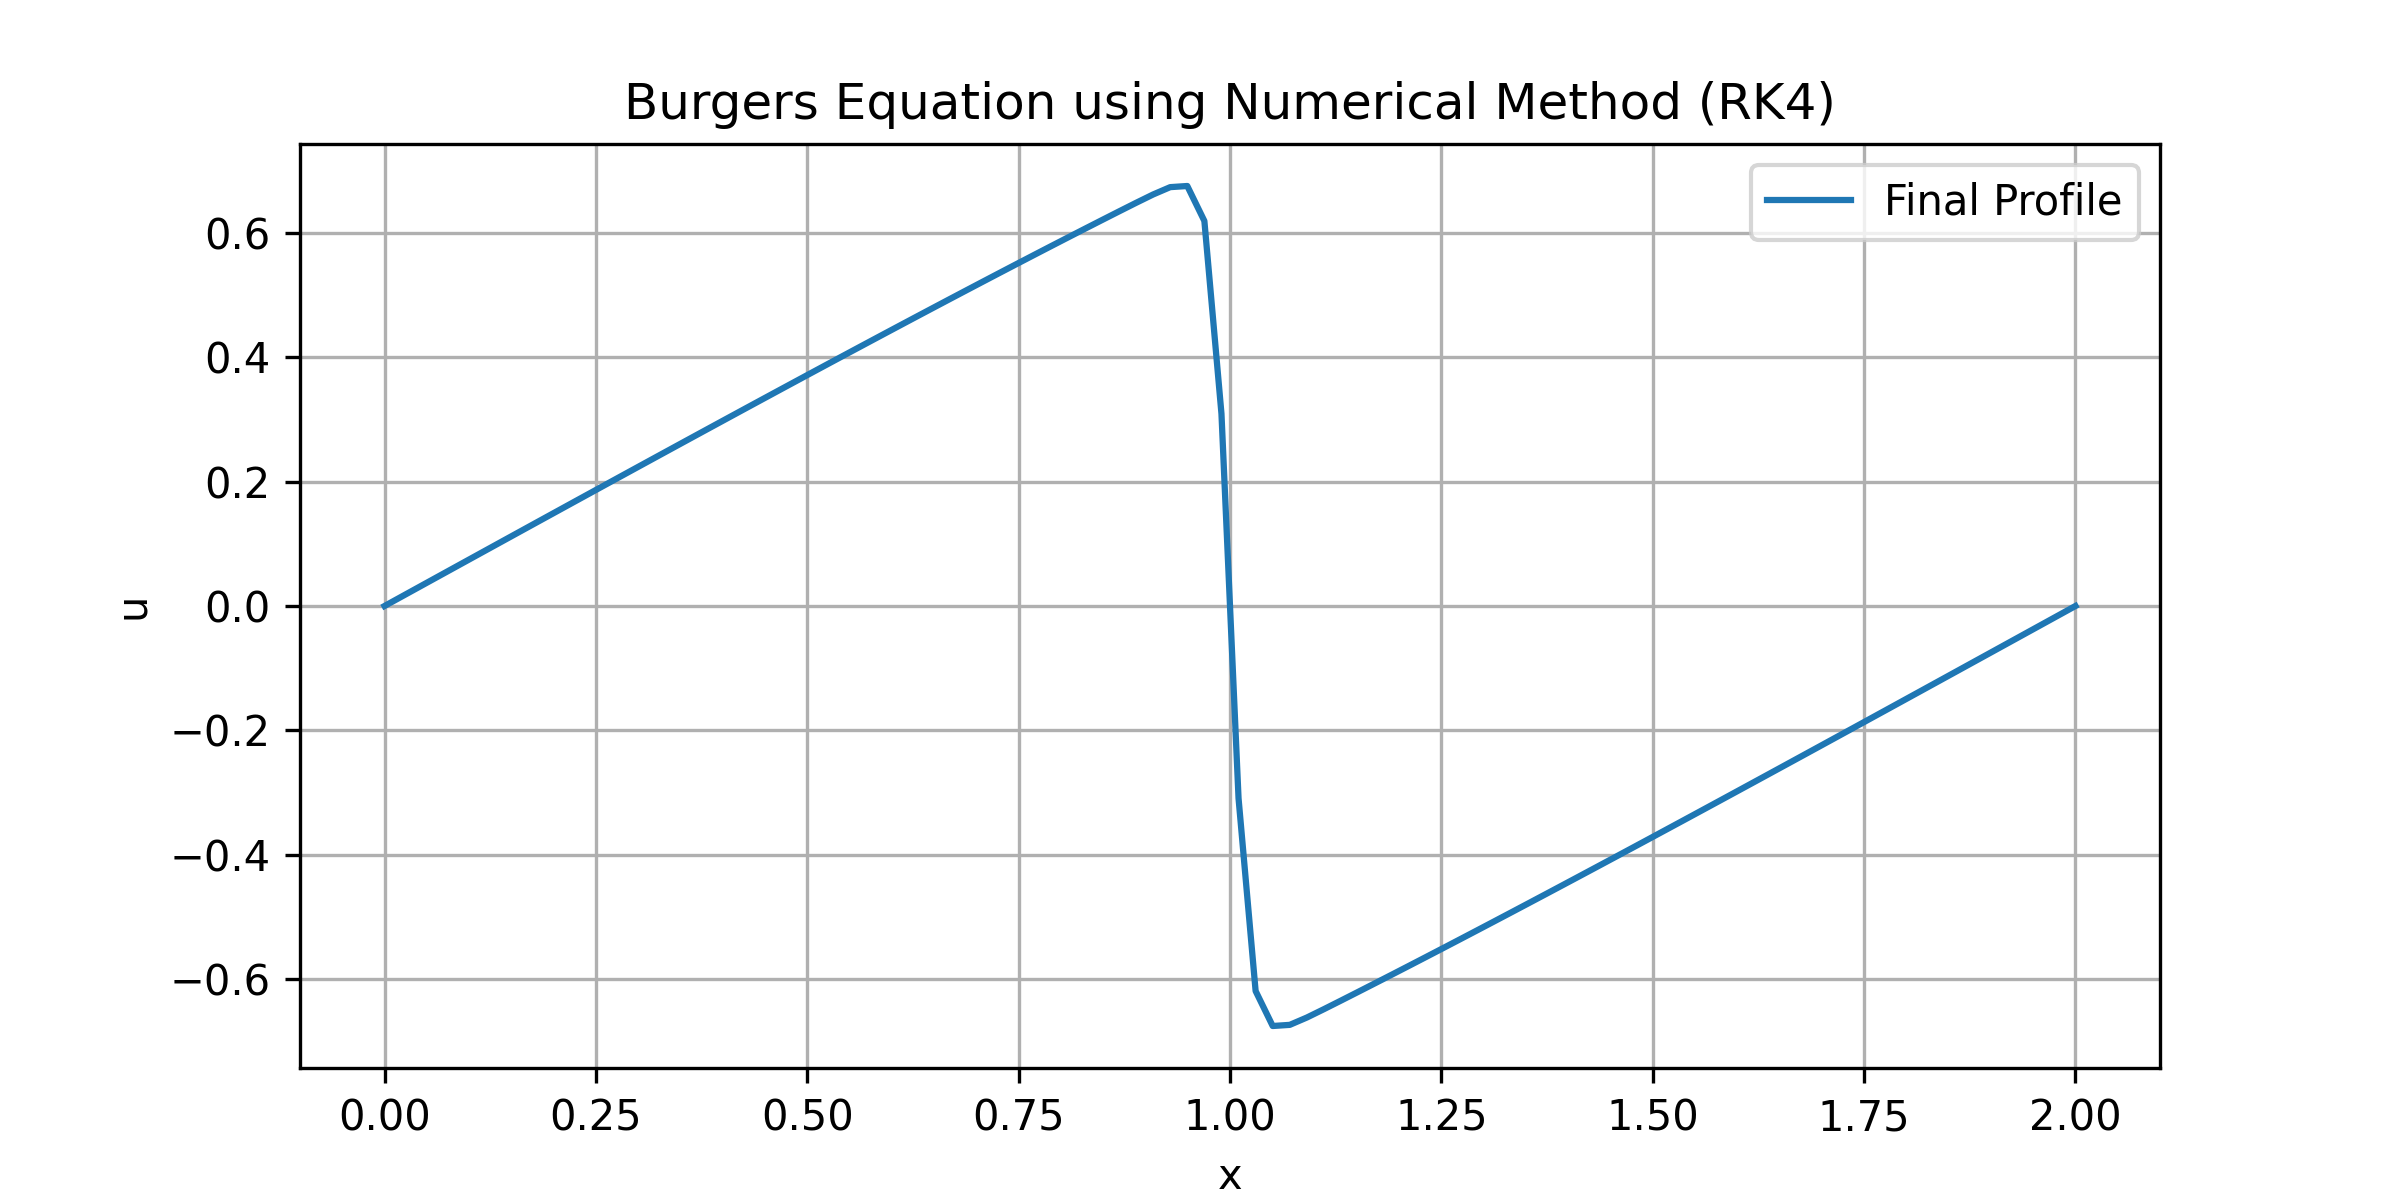 Burgers Equation using Numerical Method (RK4)
Final Profile
0.6
0.4
0.2
0.0
−0.2
−0.4
−0.6
u
0.00 0.25 0.50 0.75 1.00 1.25 1.50 1.75 2.00
x